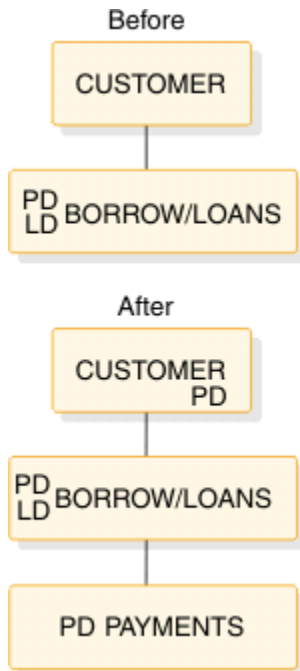 Before
CUSTOMER
PD
LD BORROW/LOANS
After
CUSTOMER
PD
PD
LD BORROW/LOANS
PD PAYMENTS